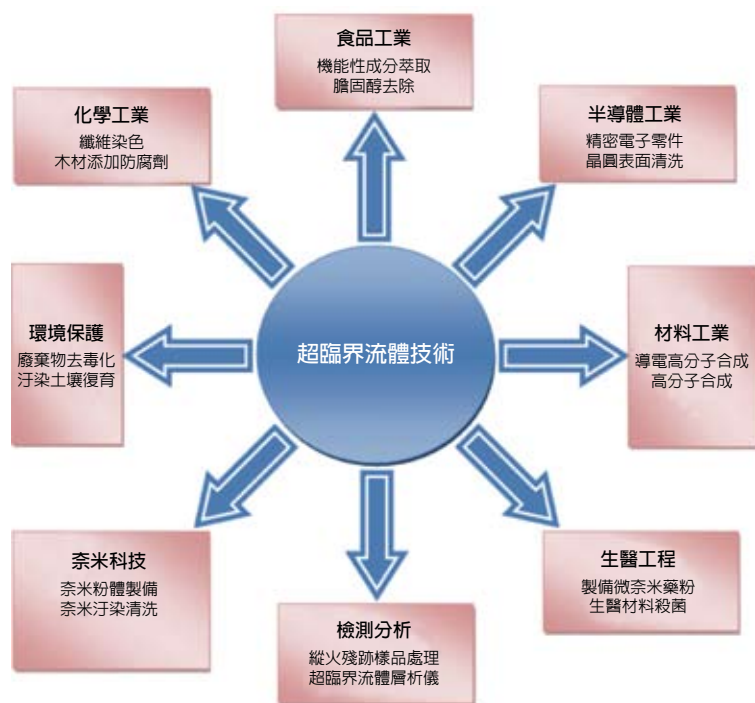 食品工業
機能性成分萃取
膽固醇去除
化學工業
纖維染色
木材添加防腐劑
半導體工業
精密電子零件
晶圓表面清洗
環境保護
廢棄物去毒化
汙染土壤復育
超臨界流體技術
材料工業
導電高分子合成
高分子合成
奈米科技
奈米粉體製備
奈米汙染清洗
生醫工程
製備微奈米藥粉
生醫材料殺菌
檢測分析
縱火殘跡樣品處理
超臨界流體層析儀